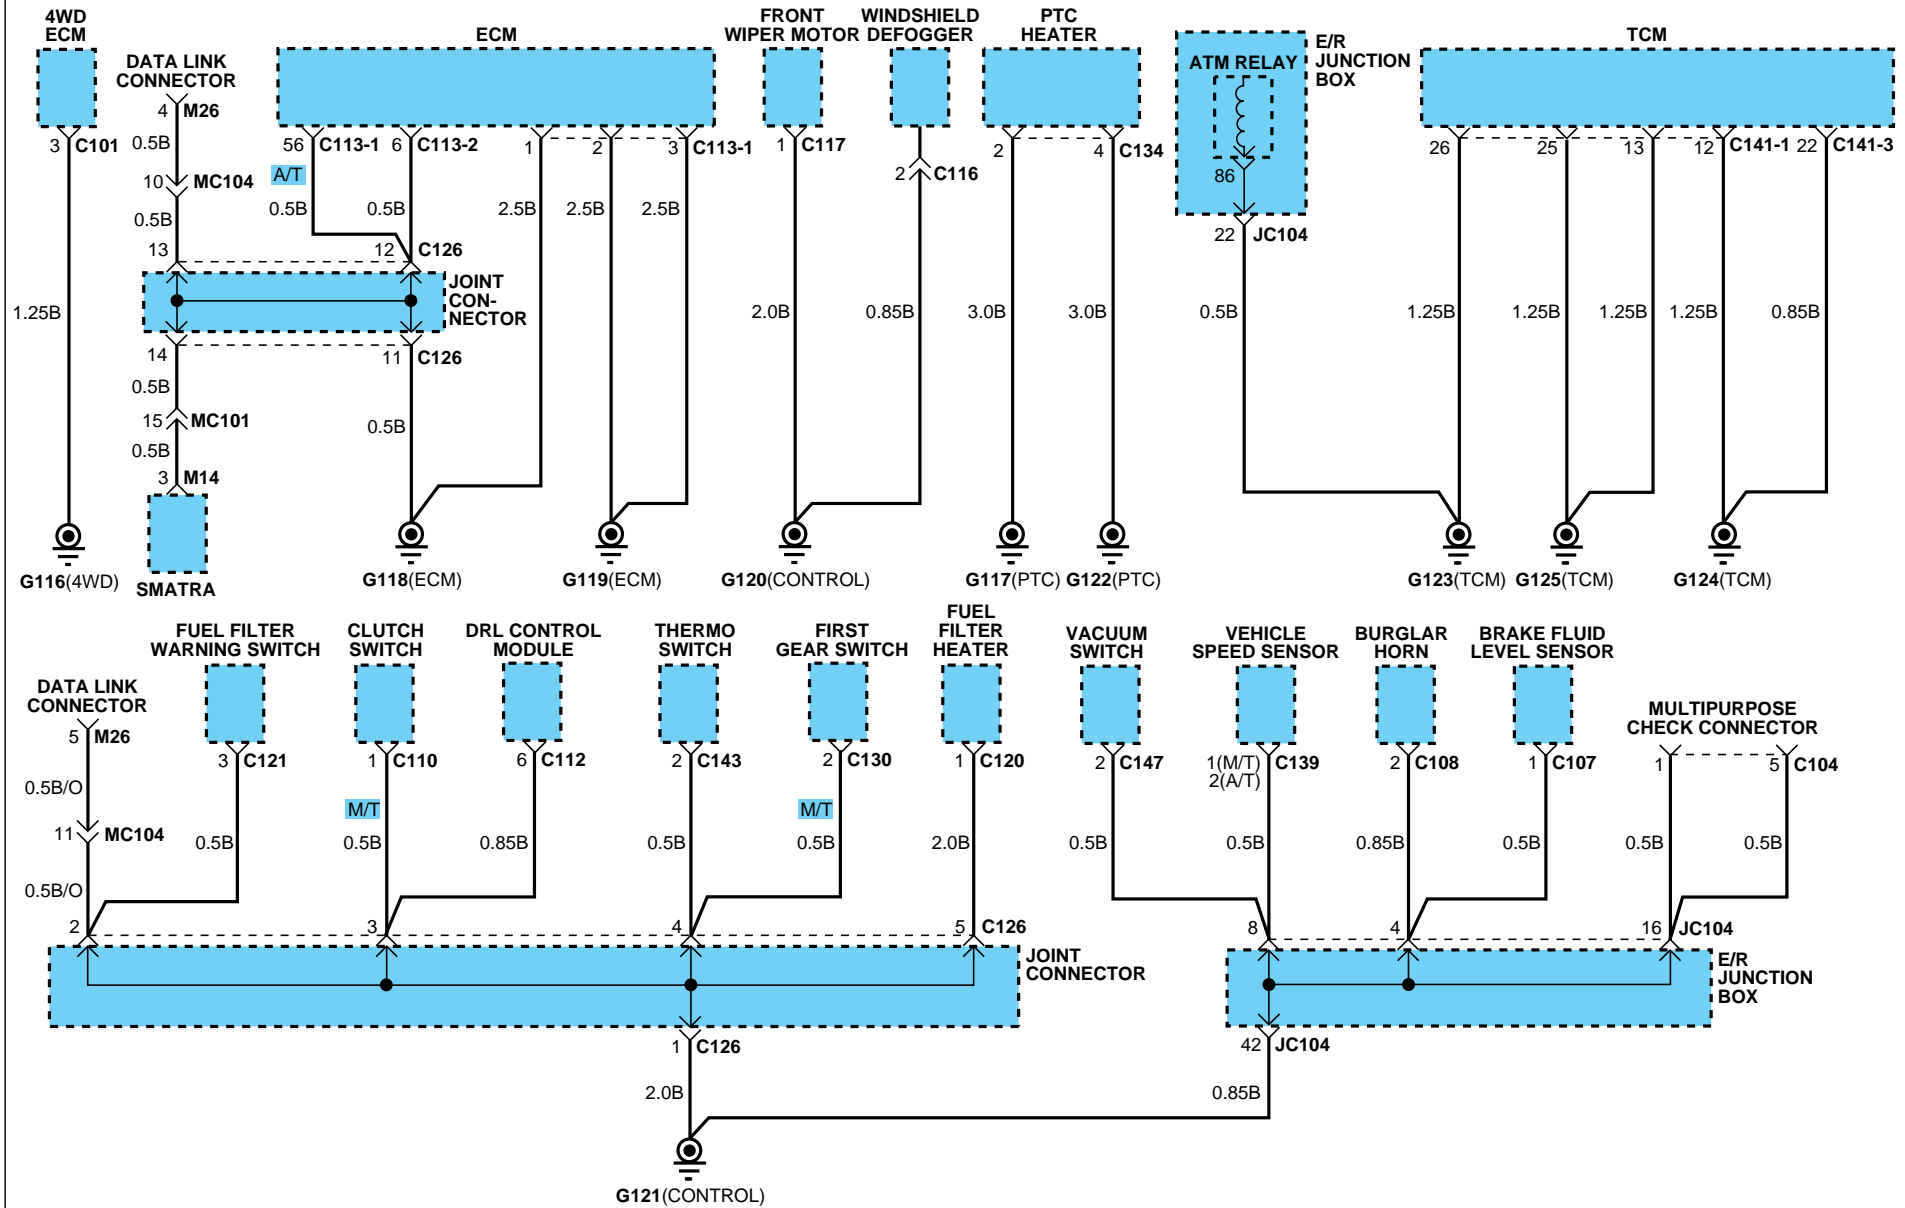 4WD
ECM
DATA LINK
CONNECTOR
ECM
FRONT
WIPER MOTOR
WINDSHIELD
DEFOGGER
PTC
HEATER
ATM RELAY
E/R
JUNCTION
BOX
TCM
3 C101
4 M26
0.5B
10 MC104
0.5B
13
56 C113-1
A/T
0.5B
6 C113-2
0.5B
12 C126
1
2.5B
2
2.5B
3 C113-1
2.5B
1 C117
2 C116
2
4 C134
86
22 JC104
26
25
13
12 C141-1
22 C141-3
JOINT
CON-
NECTOR
1.25B
2.0B
0.85B
3.0B
3.0B
0.5B
1.25B
1.25B
1.25B
1.25B
0.85B
14
11 C126
0.5B
15 MC101
0.5B
0.5B
3 M14
SMATRA
G116(4WD)
G118(ECM)
G119(ECM)
G120(CONTROL)
G117(PTC)
G122(PTC)
G123(TCM)
G125(TCM)
G124(TCM)
DATA LINK
CONNECTOR
FUEL FILTER
WARNING SWITCH
CLUTCH
SWITCH
DRL CONTROL
MODULE
THERMO
SWITCH
FIRST
GEAR SWITCH
FUEL
FILTER
HEATER
VACUUM
SWITCH
VEHICLE
SPEED SENSOR
BURGLAR
HORN
BRAKE FLUID
LEVEL SENSOR
MULTIPURPOSE
CHECK CONNECTOR
5 M26
3 C121
1 C110
6 C112
2 C143
2 C130
1 C120
2 C147
1(M/T) C139
2(A/T)
2 C108
1 C107
1
5 C104
0.5B/O
M/T
M/T
11 MC104
0.5B
0.5B
0.85B
0.5B
0.5B
2.0B
0.5B
0.5B
0.85B
0.5B
0.5B
0.5B
0.5B/O
2
3
4
5 C126
8
4
16 JC104
JOINT
CONNECTOR
E/R
JUNCTION
BOX
1 C126
42 JC104
2.0B
0.85B
G121(CONTROL)